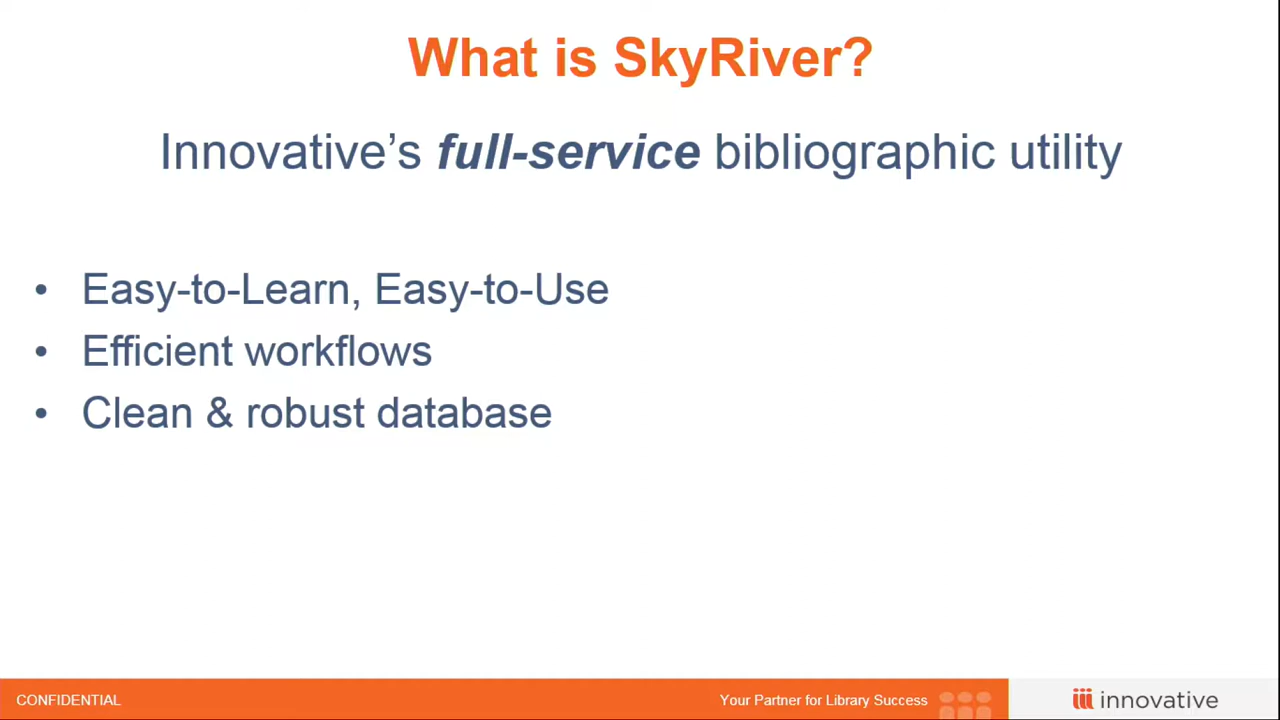 What is SkyRiver?
Innovative’s full-service bibliographic utility
• Easy-to-Learn, Easy-to-Use
• Efficient workflows
• Clean & robust database
CONFIDENTIAL
Your Partner for Library Success
innovative